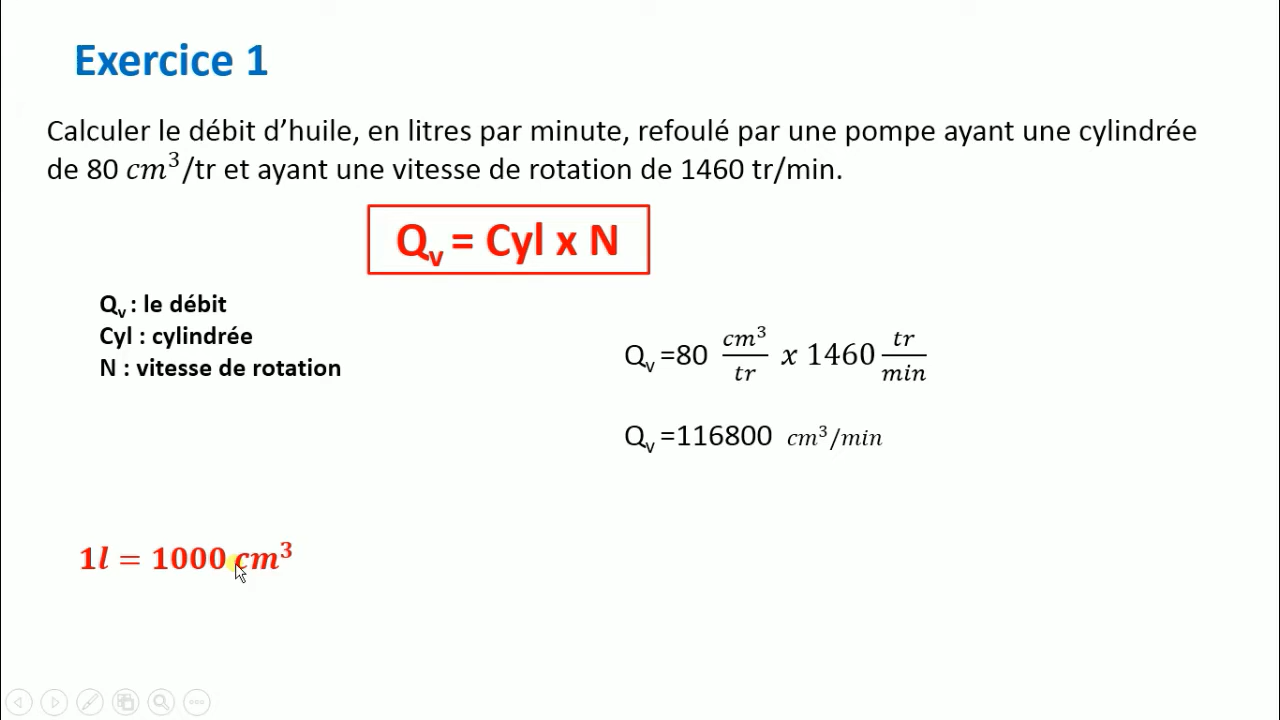 Exercice 1
Calculer le débit d’huile, en litres par minute, refoulé par une pompe ayant une cylindrée
de 80 cm³/tr et ayant une vitesse de rotation de 1460 tr/min.
Qᵥ = Cyl x N
Qᵥ : le débit
Cyl : cylindrée
N : vitesse de rotation
Qᵥ =80 cm³/tr x 1460 tr/min
Qᵥ =116800 cm³/min
1l = 1000 cm³